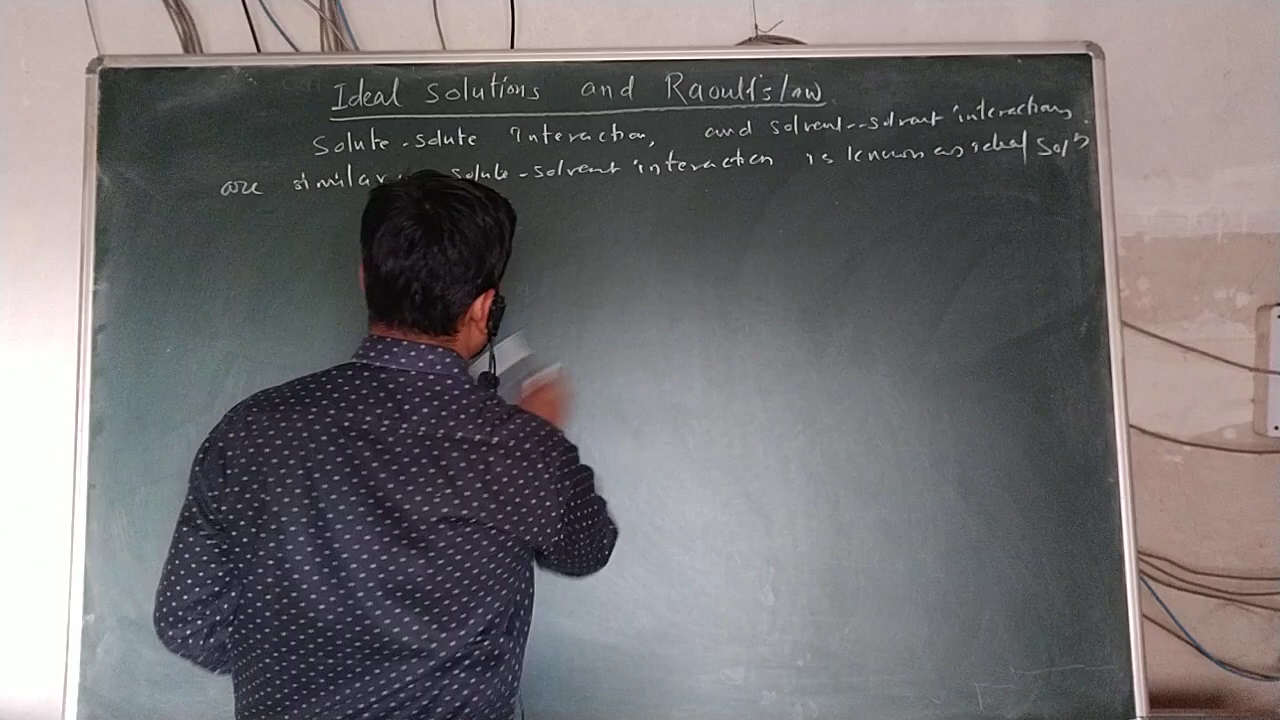 Ideal solutions and Raoult's law
Solute-solute interaction, and solvent-solvent interactions
are similar solute-solvent interaction is known as ideal Sol^n